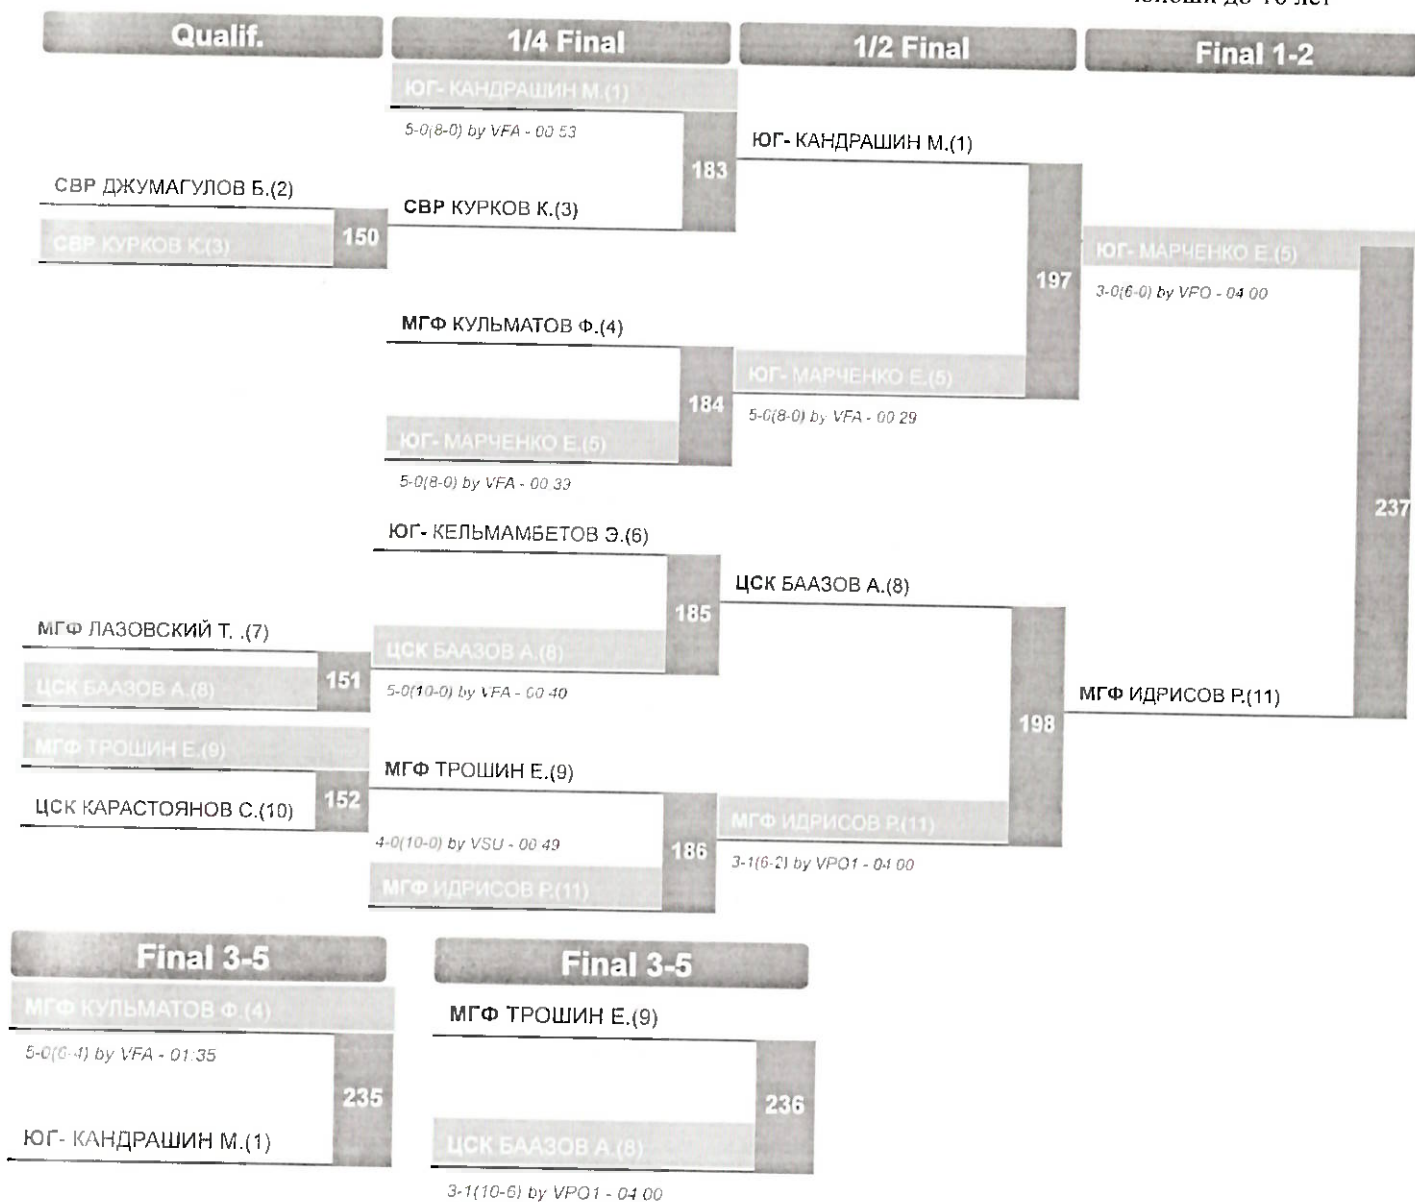 юноши до 16 лет
Qualif.
1/4 Final
1/2 Final
Final 1-2
ЮГ- КАНДРАШИН М.(1)
5-0(8-0) by VFA - 00 53
183
СВР КУРКОВ К.(3)
СВР ДЖУМАГУЛОВ Б.(2)
150
СВР КУРКОВ К.(3)
ЮГ- КАНДРАШИН М.(1)
197
ЮГ- МАРЧЕНКО Е.(5)
3-0(6-0) by VPO - 04 00
МГФ КУЛЬМАТОВ Ф.(4)
184
ЮГ- МАРЧЕНКО Е.(5)
5-0(8-0) by VFA - 00 39
ЮГ- МАРЧЕНКО Е.(5)
5-0(8-0) by VFA - 00 29
237
ЮГ- КЕЛЬМАМБЕТОВ Э.(6)
185
ЦСК БААЗОВ А.(8)
5-0(10-0) by VFA - 00 40
ЦСК БААЗОВ А.(8)
МГФ ЛАЗОВСКИЙ Т. .(7)
151
ЦСК БААЗОВ А.(8)
198
МГФ ИДРИСОВ Р.(11)
МГФ ТРОШИН Е.(9)
152
ЦСК КАРАСТОЯНОВ С.(10)
МГФ ТРОШИН Е.(9)
4-0(10-0) by VSU - 00 49
186
МГФ ИДРИСОВ Р.(11)
МГФ ИДРИСОВ Р.(11)
3-1(6-2) by VPO1 - 04 00
Final 3-5
МГФ КУЛЬМАТОВ Ф.(4)
5-0(6-4) by VFA - 01:35
235
ЮГ- КАНДРАШИН М.(1)
Final 3-5
МГФ ТРОШИН Е.(9)
236
ЦСК БААЗОВ А.(8)
3-1(10-6) by VPO1 - 04 00